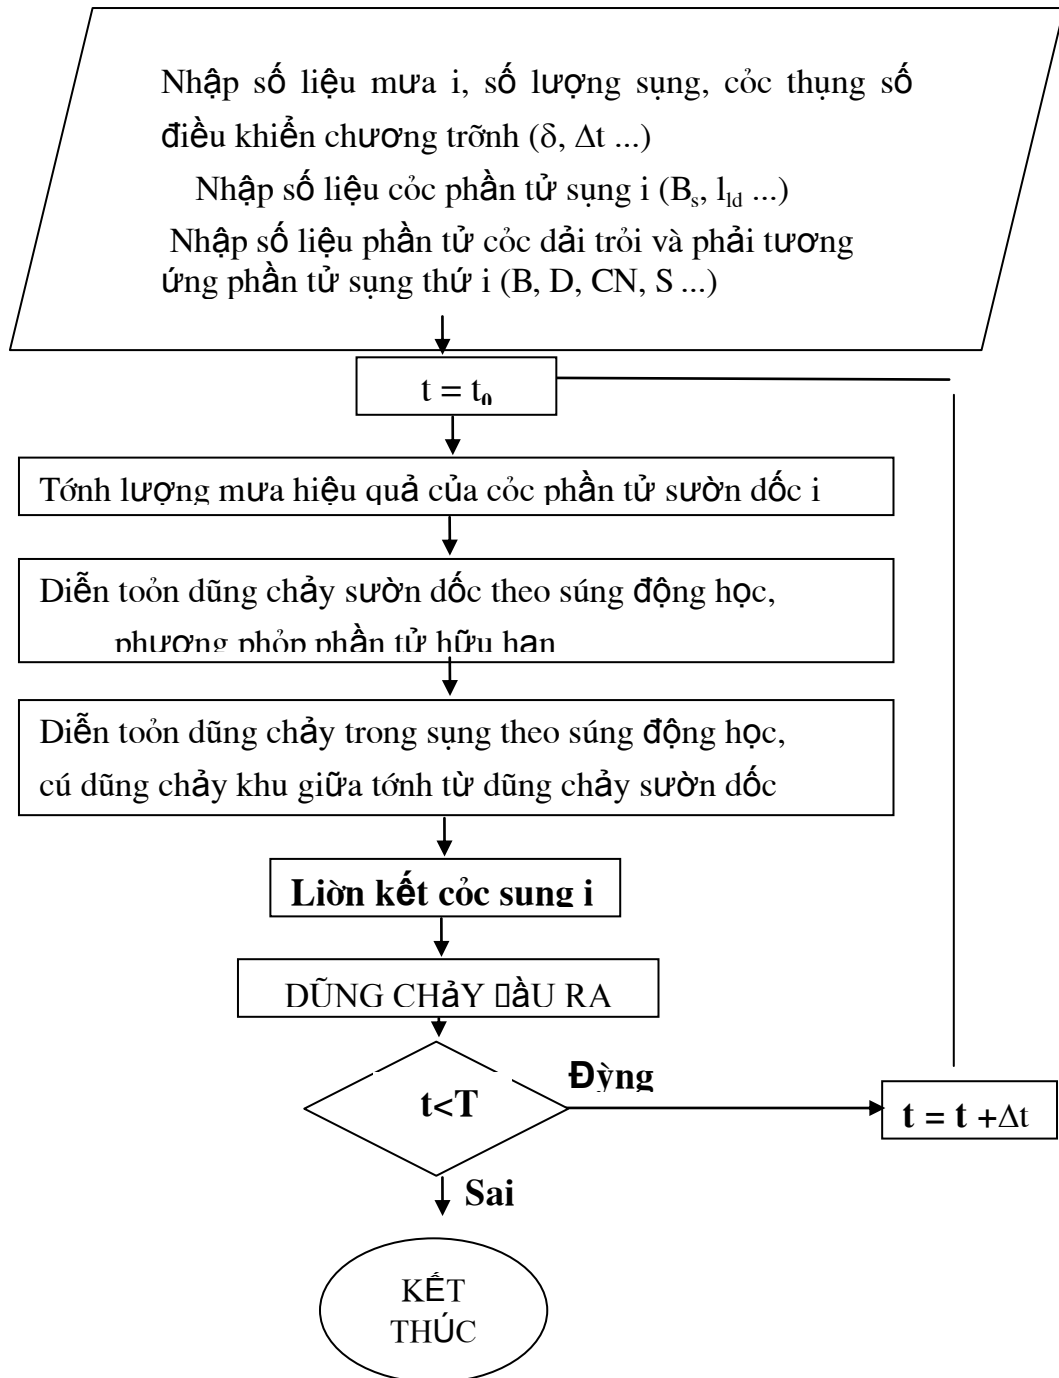 Nhập số liệu mưa i, số lượng sụng, cỏc thụng số
điều khiển chương trỡnh (δ, Δt ...)
Nhập số liệu cỏc phần tử sụng i (Bs, lld ...)
Nhập số liệu phần tử cỏc dải trỏi và phải tương
ứng phần tử sụng thứ i (B, D, CN, S ...)
t = t0
Tớnh lượng mưa hiệu quả của cỏc phần tử sườn dốc i
Diễn toỏn dũng chảy sườn dốc theo súng động học,
phương phỏp phần tử hữu hạn
Diễn toỏn dũng chảy trong sụng theo súng động học,
cú dũng chảy khu giữa tớnh từ dũng chảy sườn dốc
Liờn kết cỏc sung i
DŨNG CHảY □ầU RA
t<T
Đỳng
t = t +Δt
Sai
KẾT
THÚC